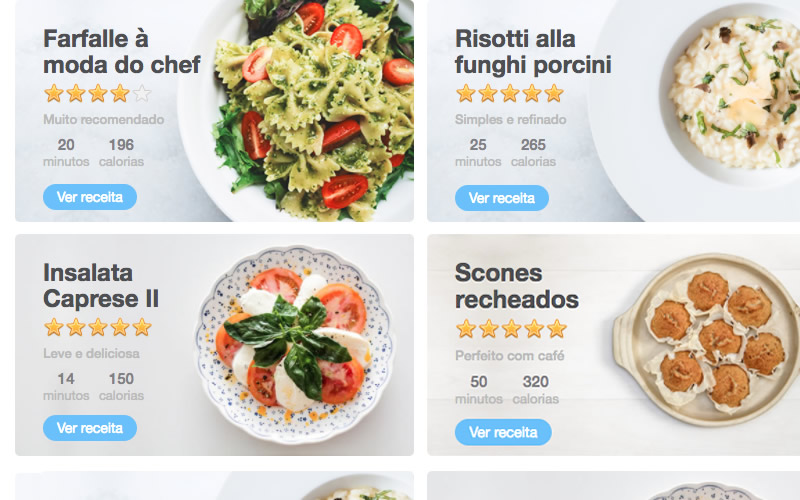 Farfalle à
moda do chef
Muito recomendado
20 196
minutos calorias
Ver receita
Risotti alla
funghi porcini
Simples e refinado
25 265
minutos calorias
Ver receita
Insalata
Caprese II
Leve e deliciosa
14 150
minutos calorias
Ver receita
Scones
recheados
Perfeito com café
50 320
minutos calorias
Ver receita